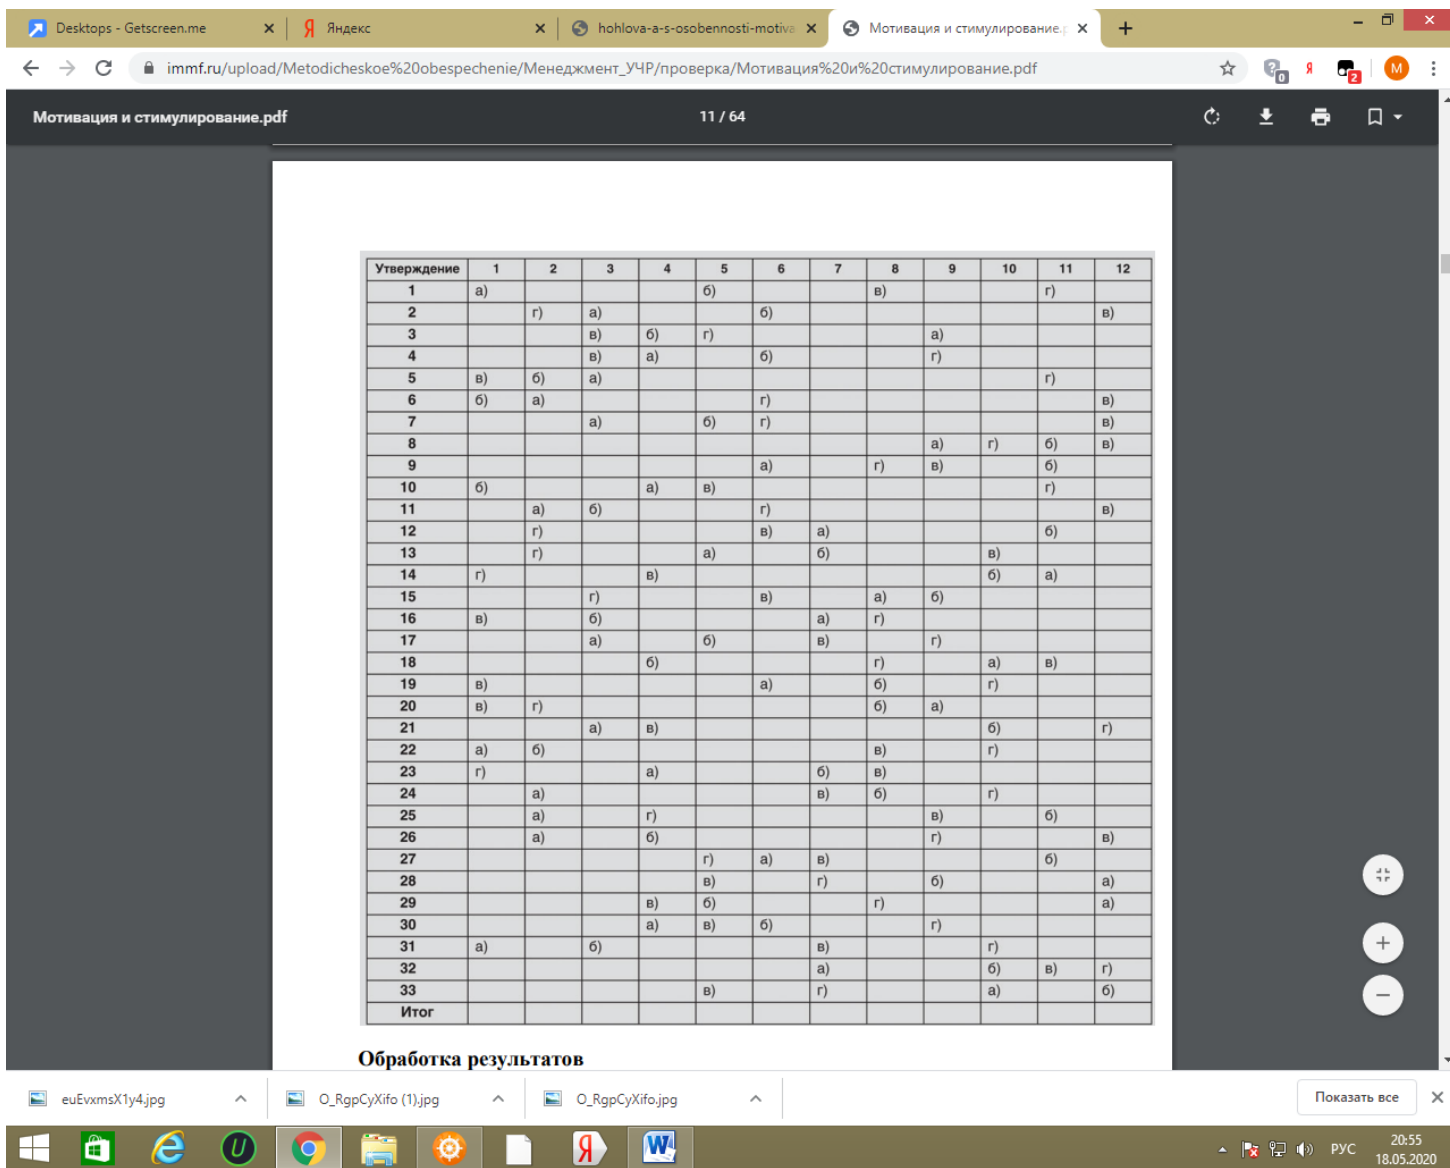 Desktops - Getscreen.me Яндекс hohlova-a-s-osobennosti-motiva Мотивация и стимулирование.p
immf.ru/upload/Metodicheskoe%20obespechenie/Менеджмент_УЧР/проверка/Мотивация%20и%20стимулирование.pdf 0 Я 2 M
Мотивация и стимулирование.pdf 11 / 64
Утверждение 1 2 3 4 5 6 7 8 9 10 11 12
1 а) б) в) г)
2 г) а) б) в)
3 в) б) г) а)
4 в) а) б) г)
5 в) б) а) г)
6 б) а) г) в)
7 а) б) г) в)
8 а) г) б) в)
9 а) г) в) б)
10 б) а) в) г)
11 а) б) г) в)
12 г) в) а) б)
13 г) а) б) в)
14 г) в) б) а)
15 г) в) а) б)
16 в) б) а) г)
17 а) б) в) г)
18 б) г) а) в)
19 в) а) б) г)
20 в) г) б) а)
21 а) в) б) г)
22 а) б) в) г)
23 г) а) б) в)
24 а) в) б) г)
25 а) г) в) б)
26 а) б) г) в)
27 г) а) в) б)
28 в) г) б) а)
29 в) б) г) а)
30 а) в) б) г)
31 а) б) в) г)
32 а) б) в) г)
33 в) г) а) б)
Итог
Обработка результатов
euEvxmsX1y4.jpg O_RgpCyXifo (1).jpg O_RgpCyXifo.jpg Показать все
РУС 20:55
18.05.2020